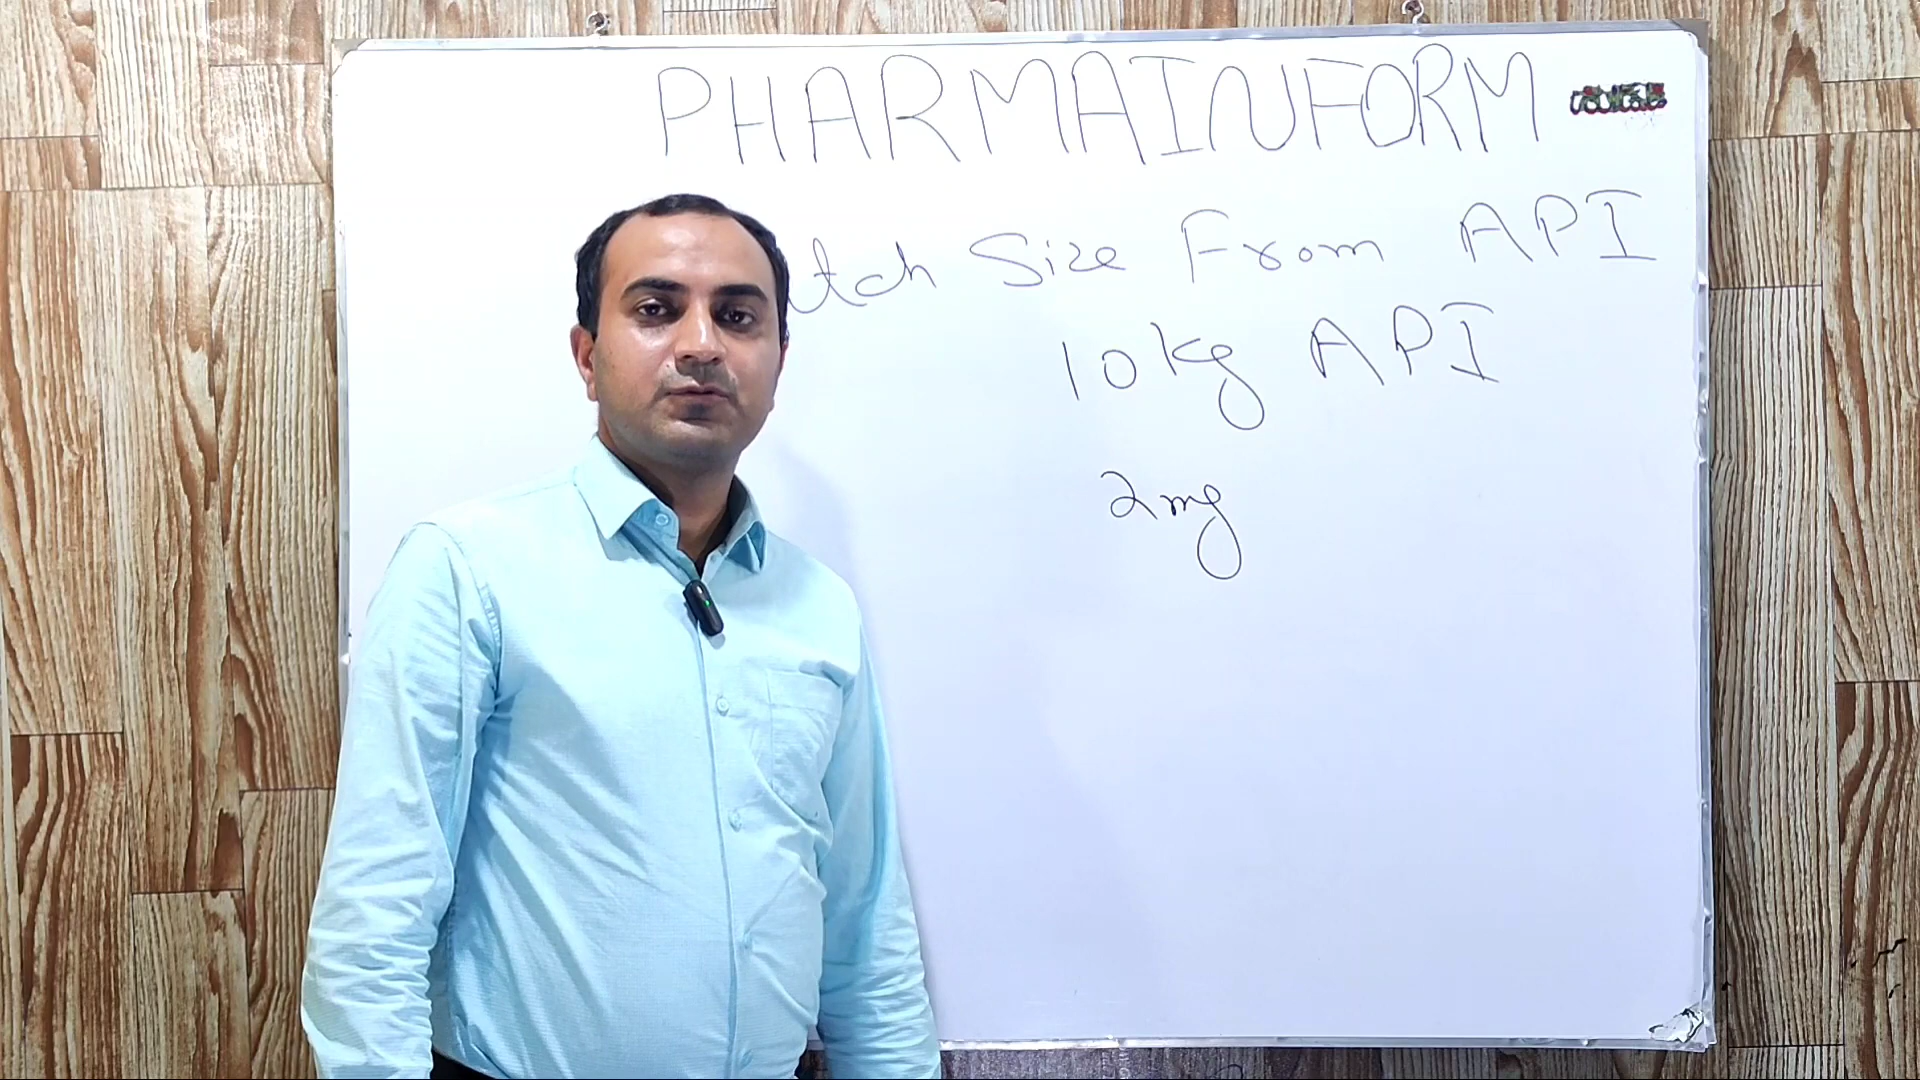 PHARMAINFORM
tch Size From API
10kg API
2mg